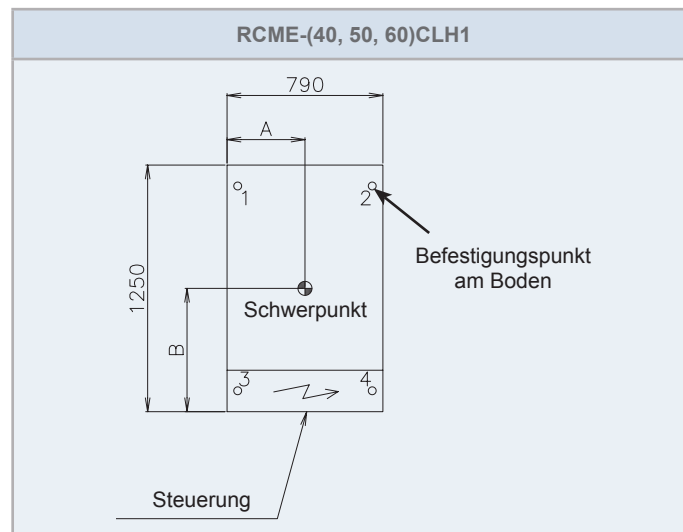 RCME-(40, 50, 60)CLH1
790
A
1
2
Befestigungspunkt
am Boden
1250
Schwerpunkt
B
3
4
Steuerung